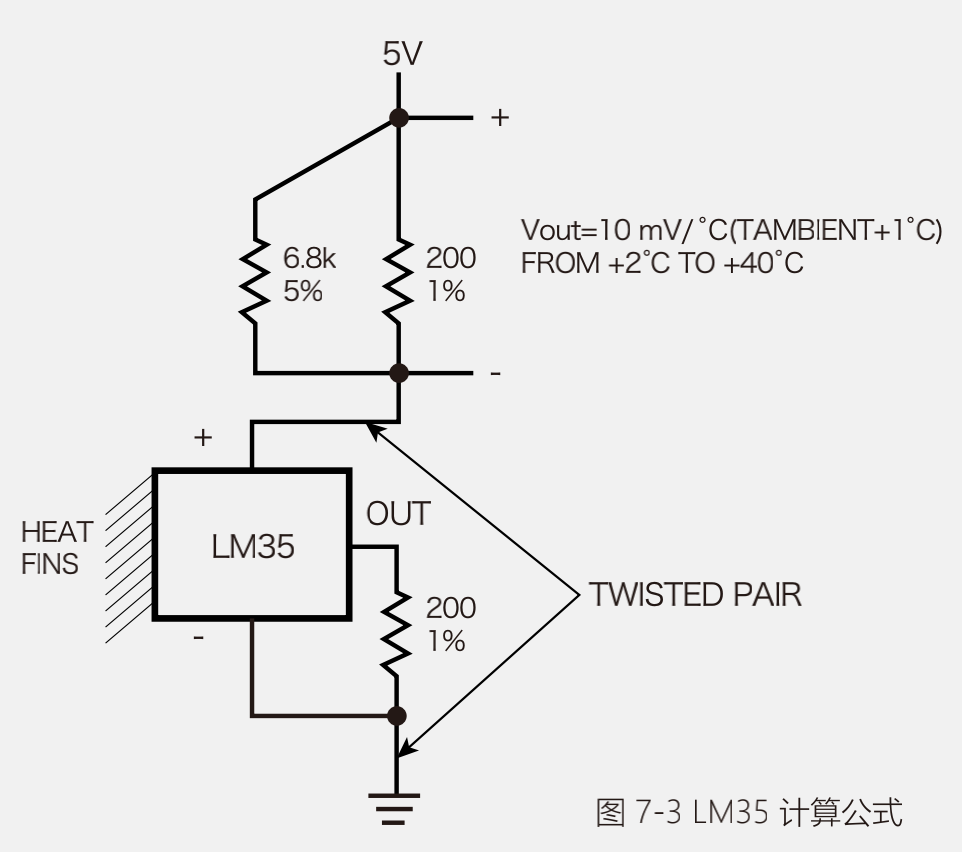 5V
+
6.8k
5%
200
1%
Vout=10 mV/˚C(TAMBIENT+1˚C)
FROM +2˚C TO +40˚C
-
+
HEAT
FINS
LM35
OUT
200
1%
TWISTED PAIR
-
图 7-3 LM35 计算公式